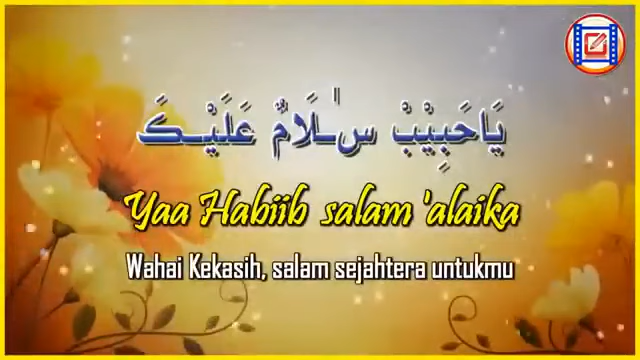 يَاحَبِيْبْ سَلَامٌ عَلَيْكَ
Yaa Habiib salam 'alaika
Wahai Kekasih, salam sejahtera untukmu